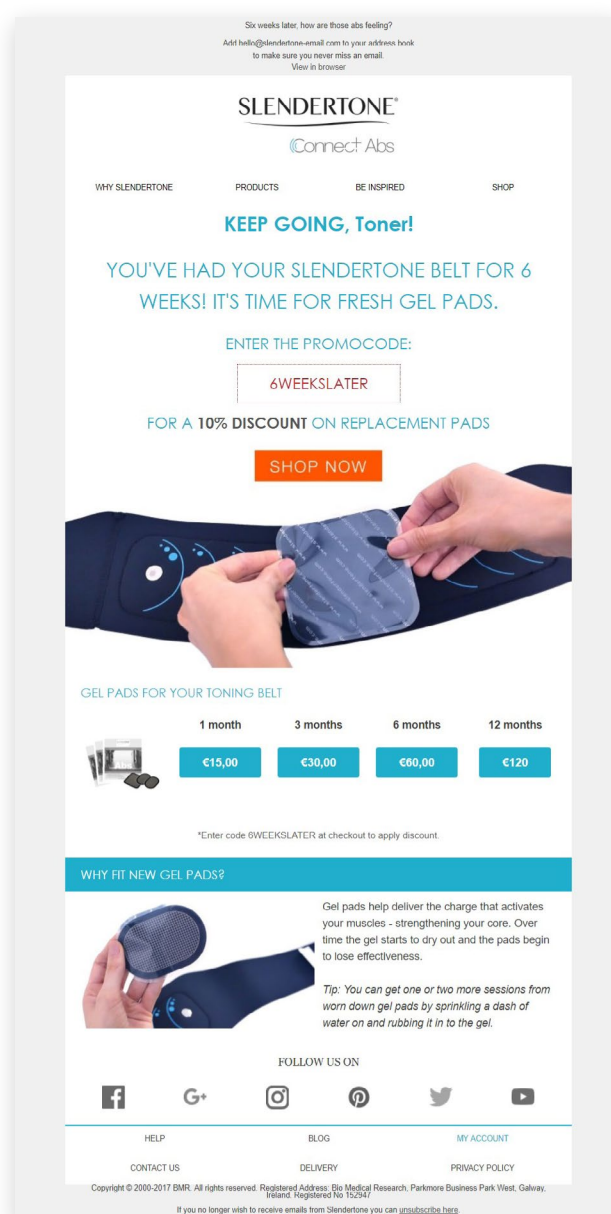 Six weeks later, how are those abs feeling?
Add hello@slendertone-email.com to your address book
to make sure you never miss an email.
View in browser
SLENDERTONE®
Connect Abs
WHY SLENDERTONE PRODUCTS BE INSPIRED SHOP
KEEP GOING, Toner!
YOU'VE HAD YOUR SLENDERTONE BELT FOR 6
WEEKS! IT'S TIME FOR FRESH GEL PADS.
ENTER THE PROMOCODE:
6WEEKSLATER
FOR A 10% DISCOUNT ON REPLACEMENT PADS
SHOP NOW
GEL PADS FOR YOUR TONING BELT
1 month 3 months 6 months 12 months
€15,00 €30,00 €60,00 €120
*Enter code 6WEEKSLATER at checkout to apply discount.
WHY FIT NEW GEL PADS?
Gel pads help deliver the charge that activates
your muscles - strengthening your core. Over
time the gel starts to dry out and the pads begin
to lose effectiveness.
Tip: You can get one or two more sessions from
worn down gel pads by sprinkling a dash of
water on and rubbing it in to the gel.
FOLLOW US ON
HELP BLOG MY ACCOUNT
CONTACT US DELIVERY PRIVACY POLICY
Copyright © 2000-2017 BMR. All rights reserved. Registered Address: Bio Medical Research, Parkmore Business Park West, Galway,
Ireland. Registered No 152947
If you no longer wish to receive emails from Slendertone you can unsubscribe here.